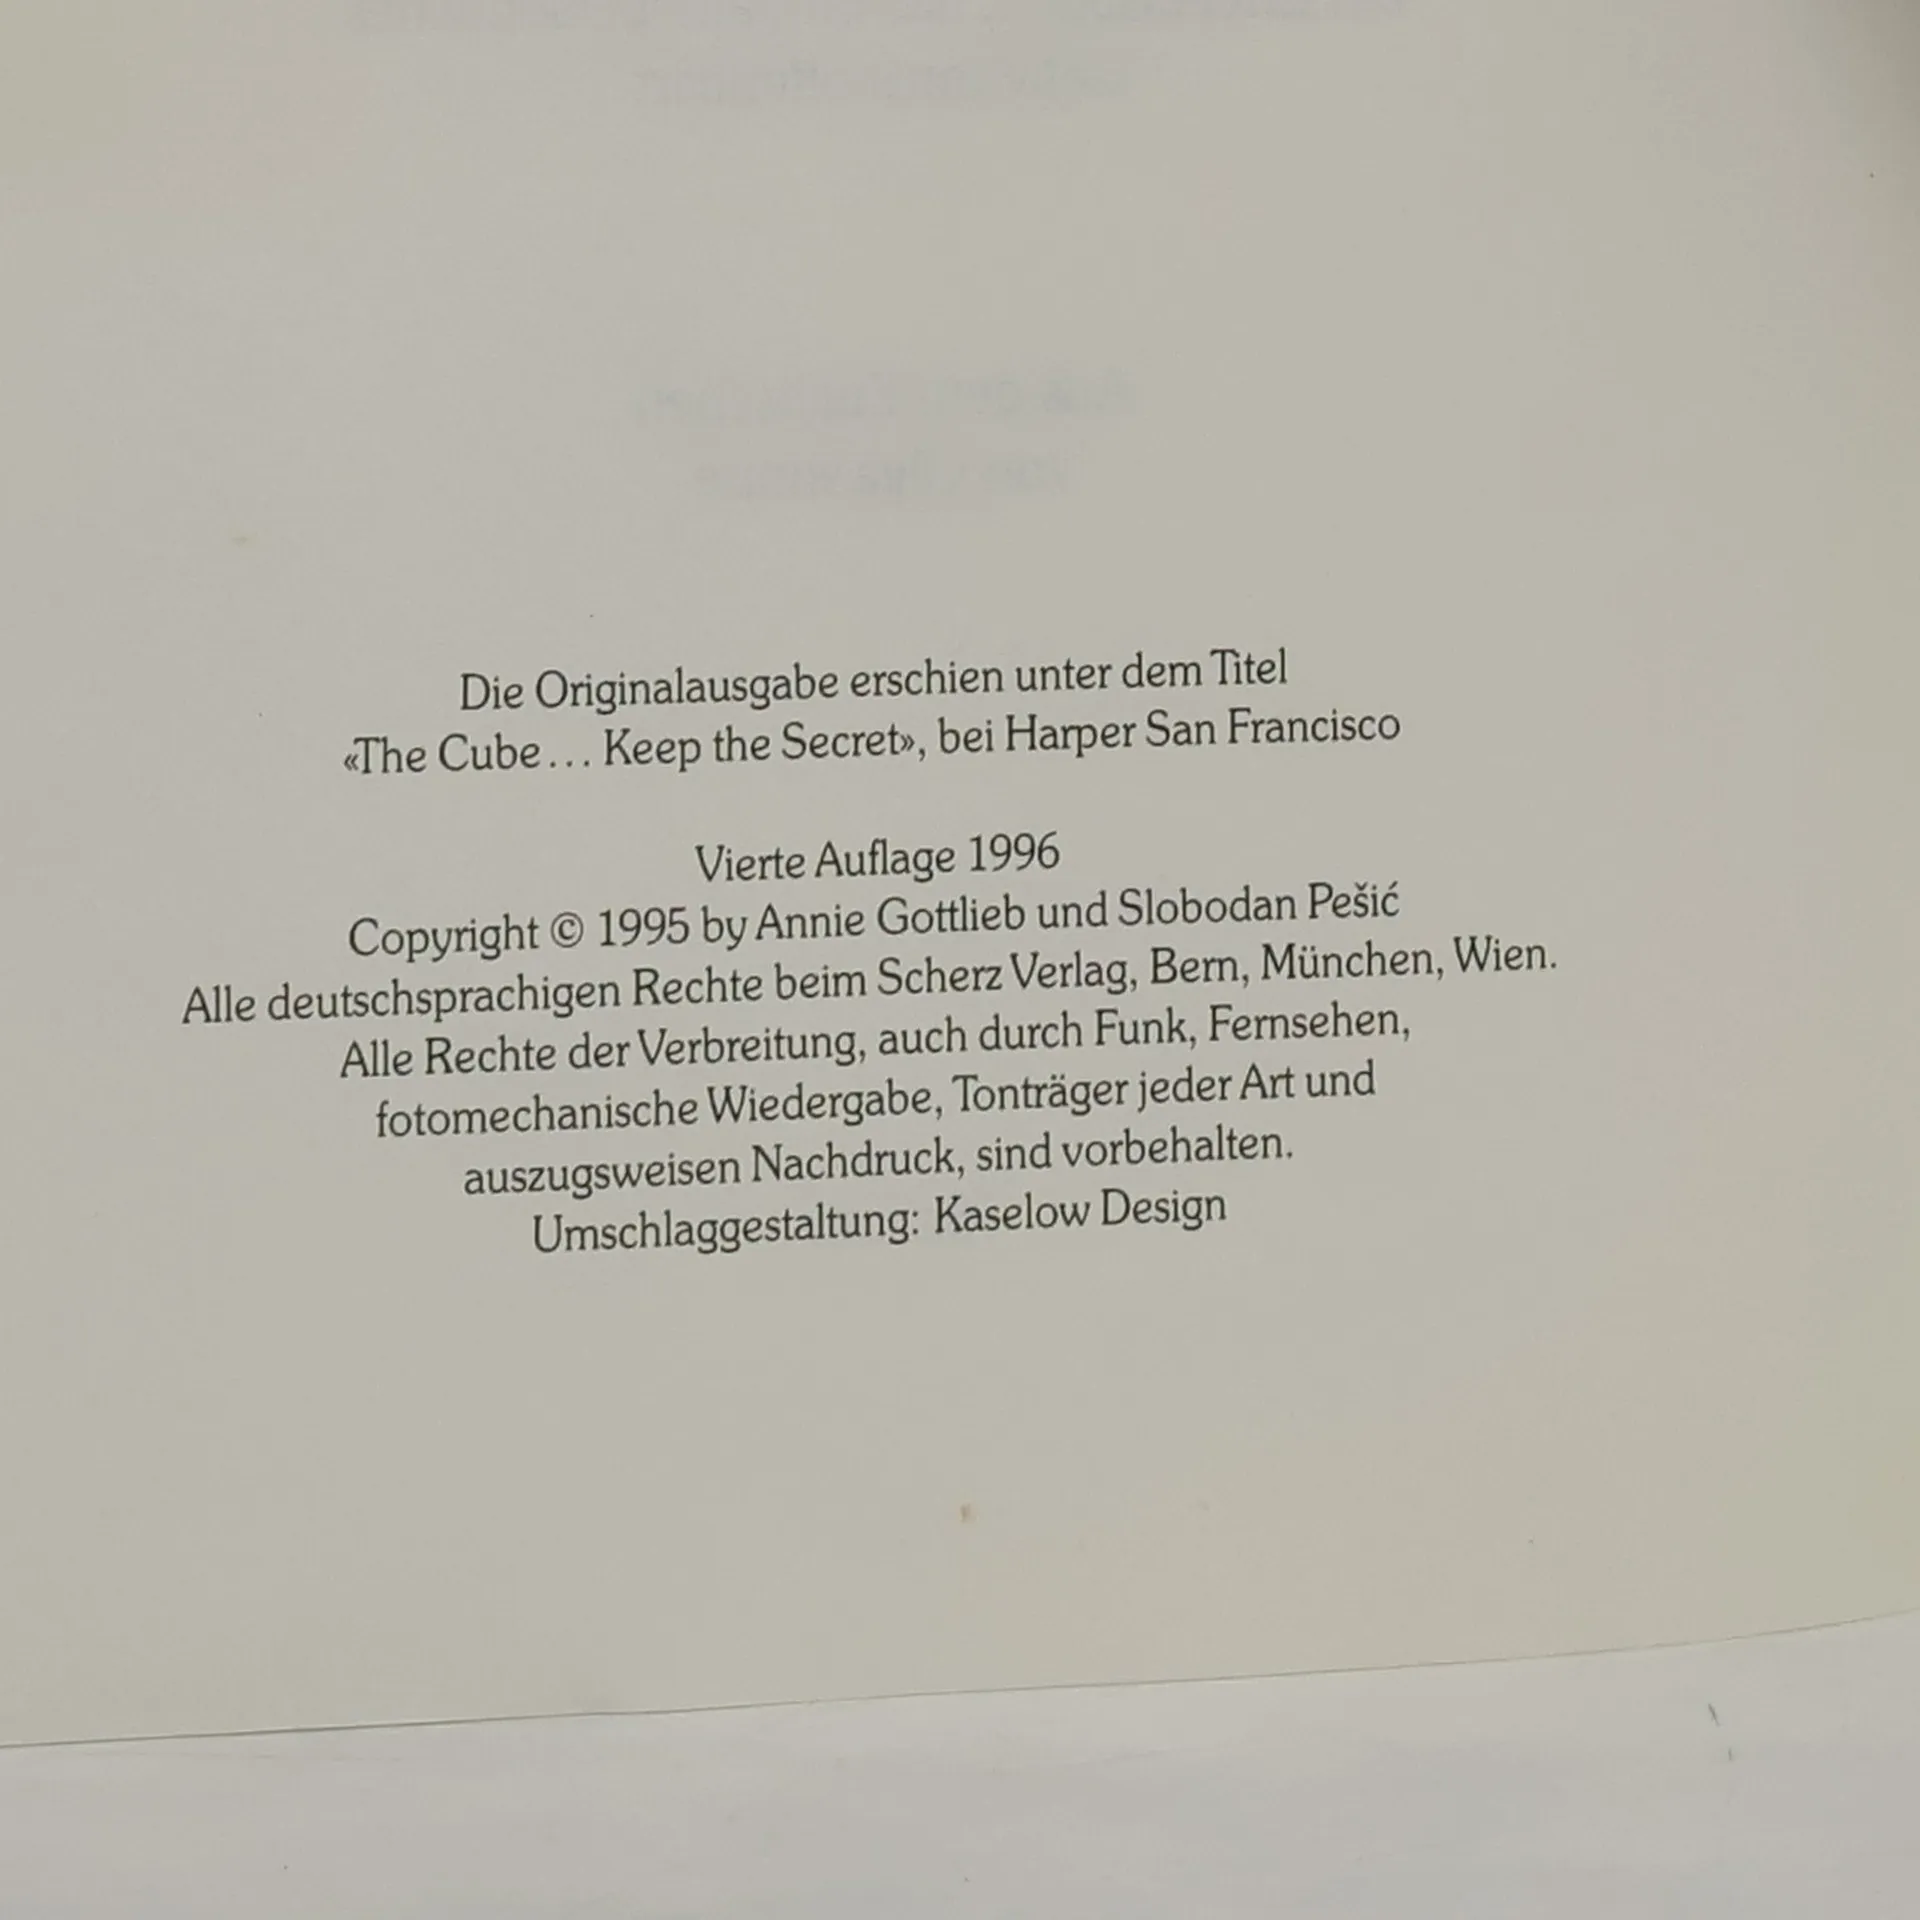 Die Originalausgabe erschien unter dem Titel
«The Cube... Keep the Secret», bei Harper San Francisco
Vierte Auflage 1996
Copyright © 1995 by Annie Gottlieb und Slobodan Pešić
Alle deutschsprachigen Rechte beim Scherz Verlag, Bern, München, Wien.
Alle Rechte der Verbreitung, auch durch Funk, Fernsehen,
fotomechanische Wiedergabe, Tonträger jeder Art und
auszugsweisen Nachdruck, sind vorbehalten.
Umschlaggestaltung: Kaselow Design